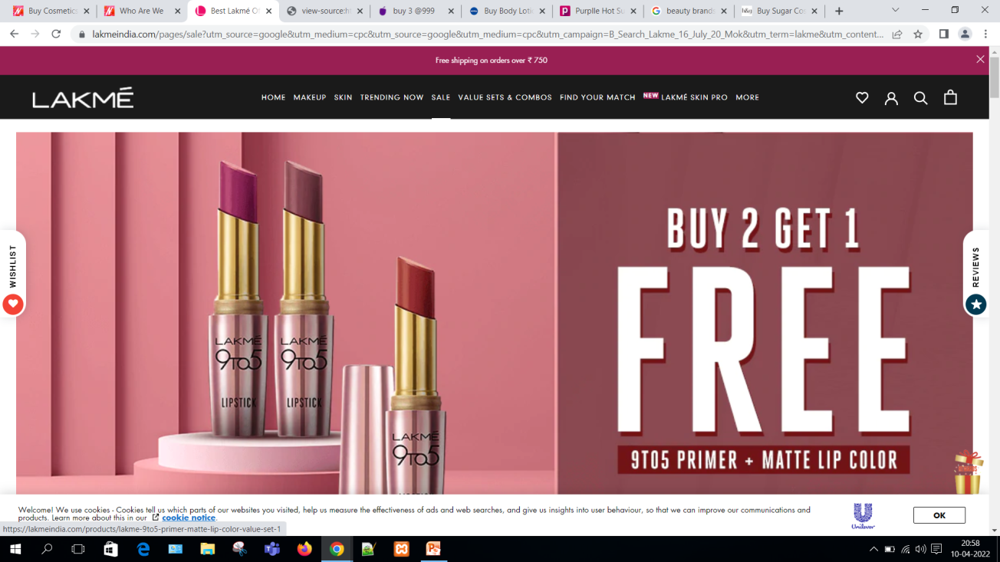 Buy Cosmetics
Who Are We
Best Lakmé Of
view-source:ht
buy 3 @999
Buy Body Loti
Purplle Hot Su
beauty brands
Buy Sugar Cos
lakmeindia.com/pages/sale?utm_source=google&utm_medium=cpc&utm_source=google&utm_medium=cpc&utm_campaign=B_Search_Lakme_16_July_20_Mok&utm_term=lakme&utm_content...
Free shipping on orders over ₹ 750
LAKMÉ
HOME MAKEUP SKIN TRENDING NOW SALE VALUE SETS & COMBOS FIND YOUR MATCH NEW LAKMÉ SKIN PRO MORE
WISHLIST
REVIEWS
BUY 2 GET 1
FREE
9TO5 PRIMER + MATTE LIP COLOR
LAKMÉ
9TO5
LIPSTICK
LAKMÉ
9TO5
LIPSTICK
LAKMÉ
9TO5
Welcome! We use cookies - Cookies tell us which parts of our websites you visited, help us measure the effectiveness of ads and web searches, and give us insights into user behaviour, so that we can improve our communications and
products. Learn more about this in our cookie notice.
Unilever
OK
https://lakmeindia.com/products/lakme-9to5-primer-matte-lip-color-value-set-1
20:58
10-04-2022